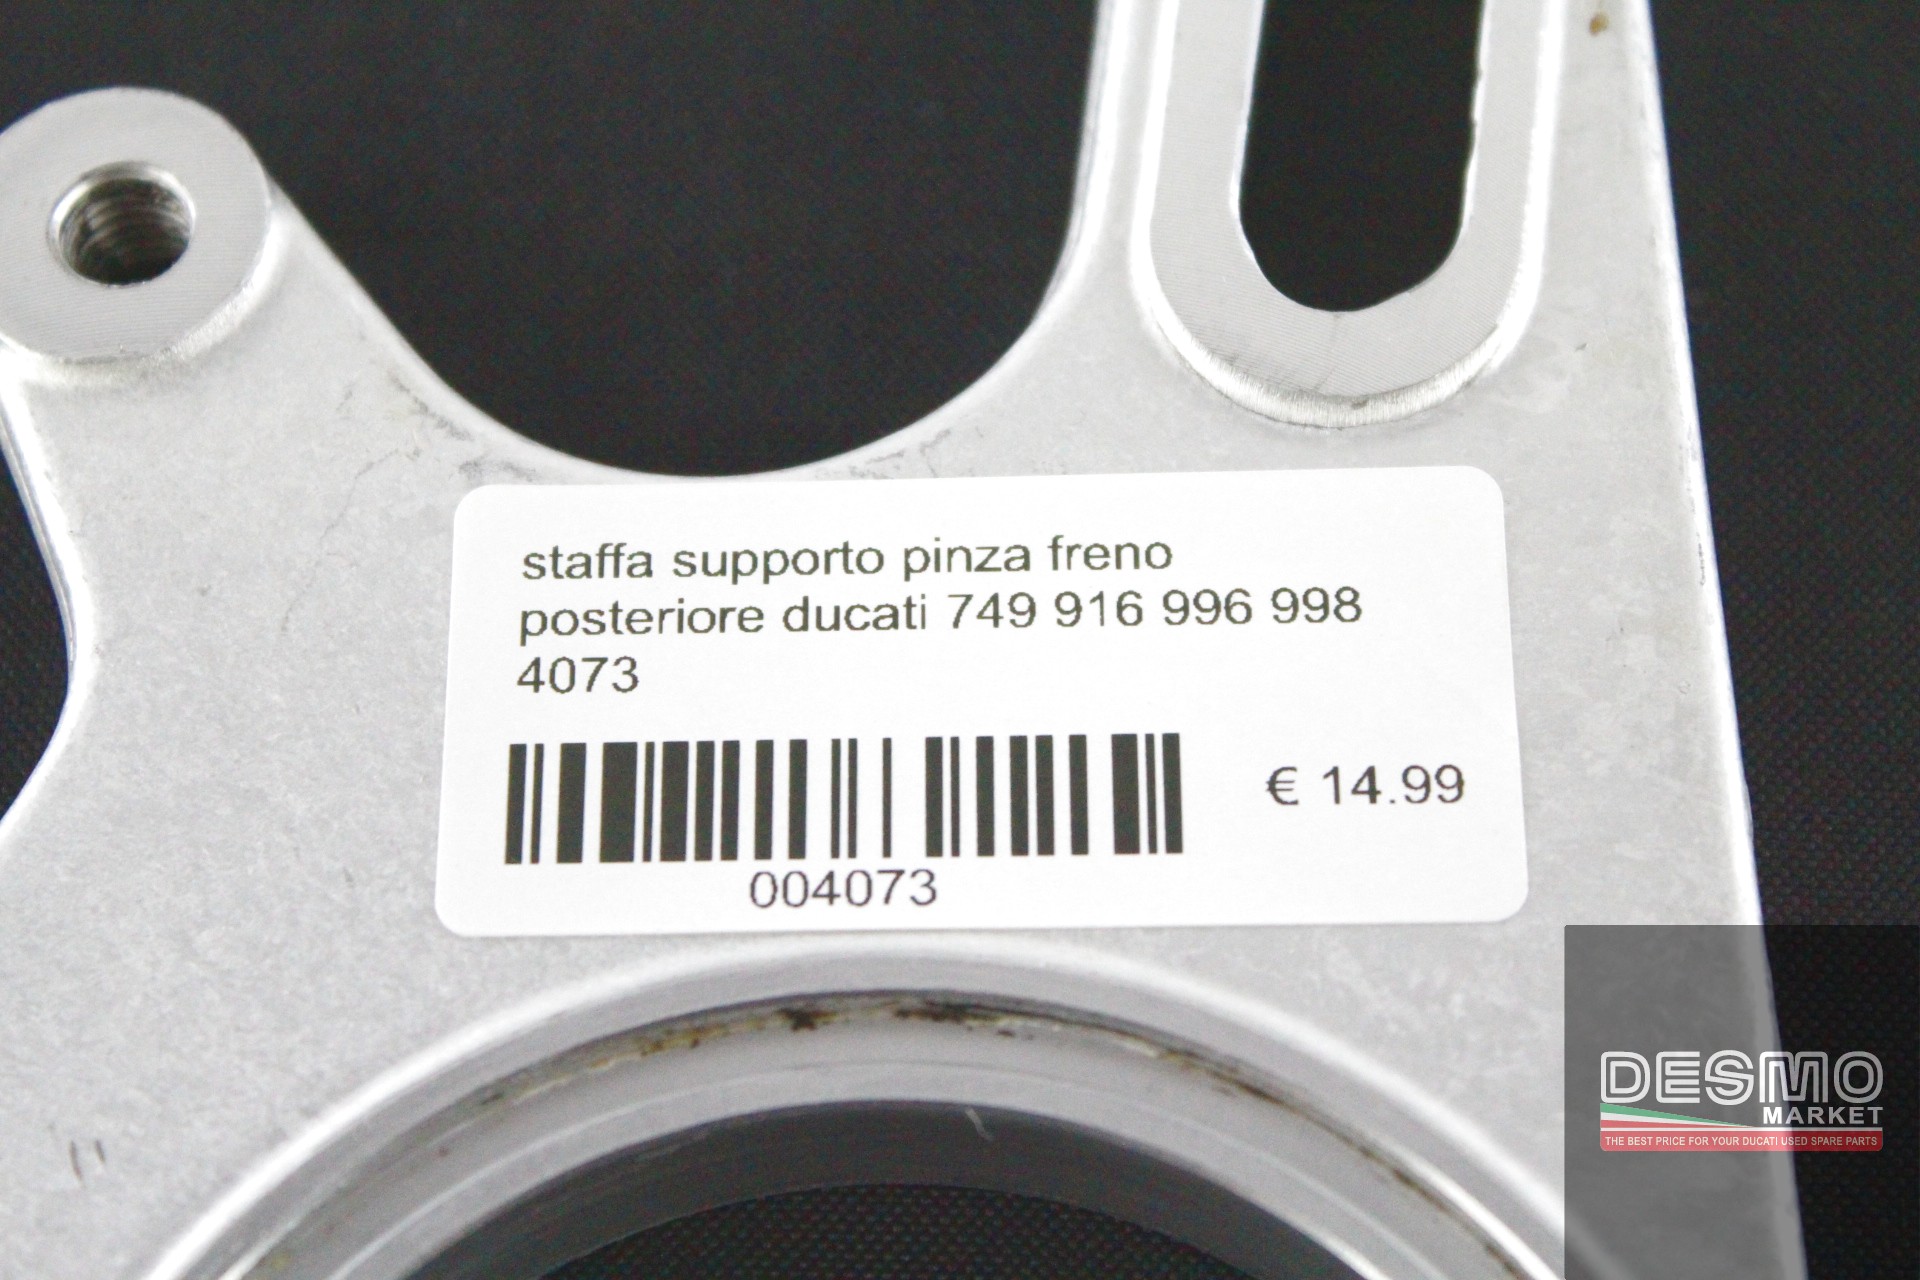 staffa supporto pinza freno
posteriore ducati 749 916 996 998
4073
€ 14.99
004073
DESMO
MARKET
THE BEST PRICE FOR YOUR DUCATI USED SPARE PARTS